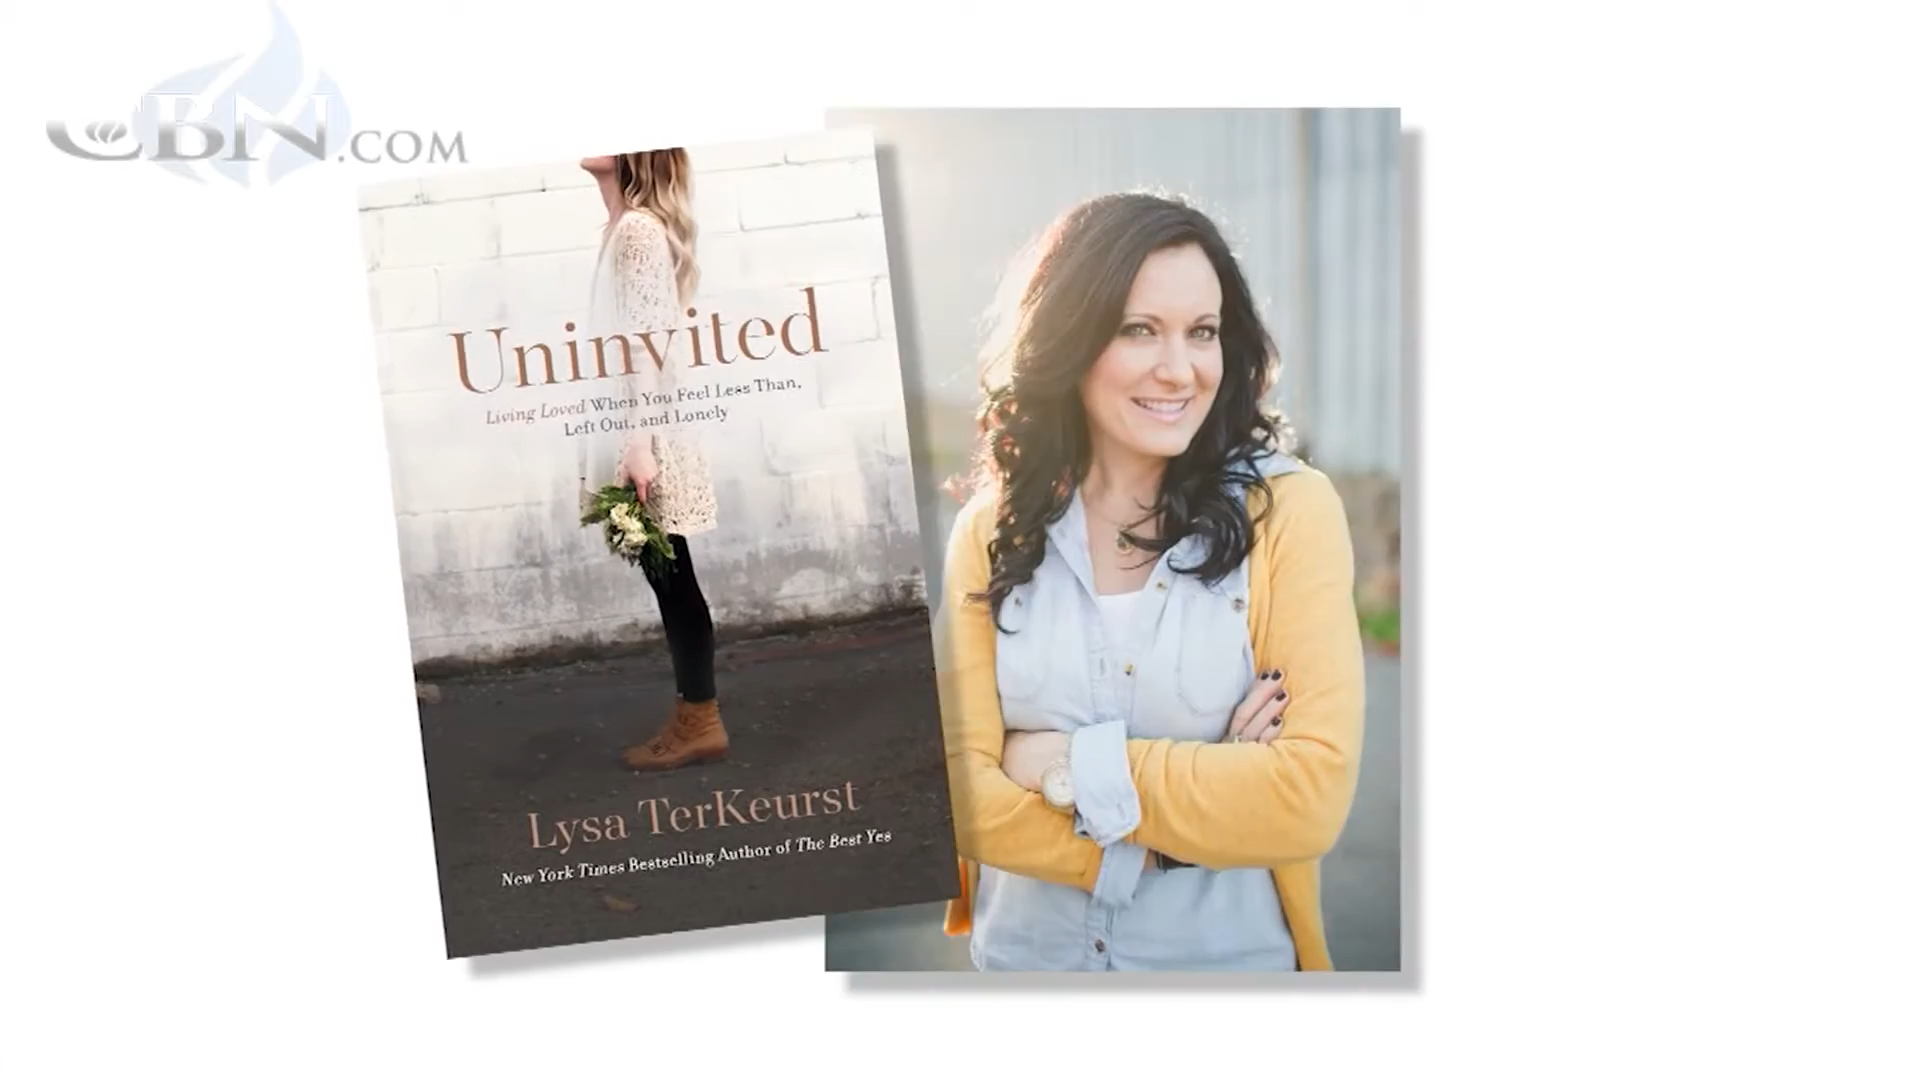 CBN.COM
Uninvited
Living Loved When You Feel Less Than,
Left Out, and Lonely
Lysa TerKeurst
New York Times Bestselling Author of The Best Yes